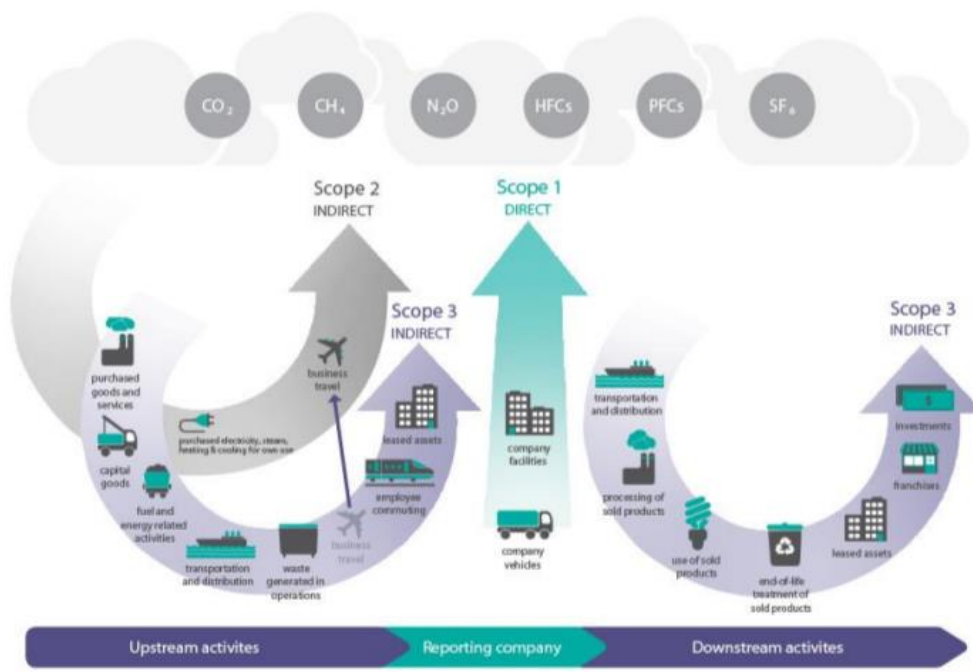 CO₂
CH₄
N₂O
HFCs
PFCs
SF₆
Scope 2
INDIRECT
Scope 1
DIRECT
Scope 3
INDIRECT
Scope 3
INDIRECT
purchased
goods and
services
capital
goods
fuel and
energy related
activities
transportation
and distribution
waste
generated in
operations
business
travel
employee
commuting
leased assets
purchased electricity, steam,
heating & cooling for own use
business
travel
company
facilities
company
vehicles
transportation
and distribution
processing of
sold products
use of sold
products
end-of-life
treatment of
sold products
leased assets
franchises
investments
$
Upstream activites
Reporting company
Downstream activites